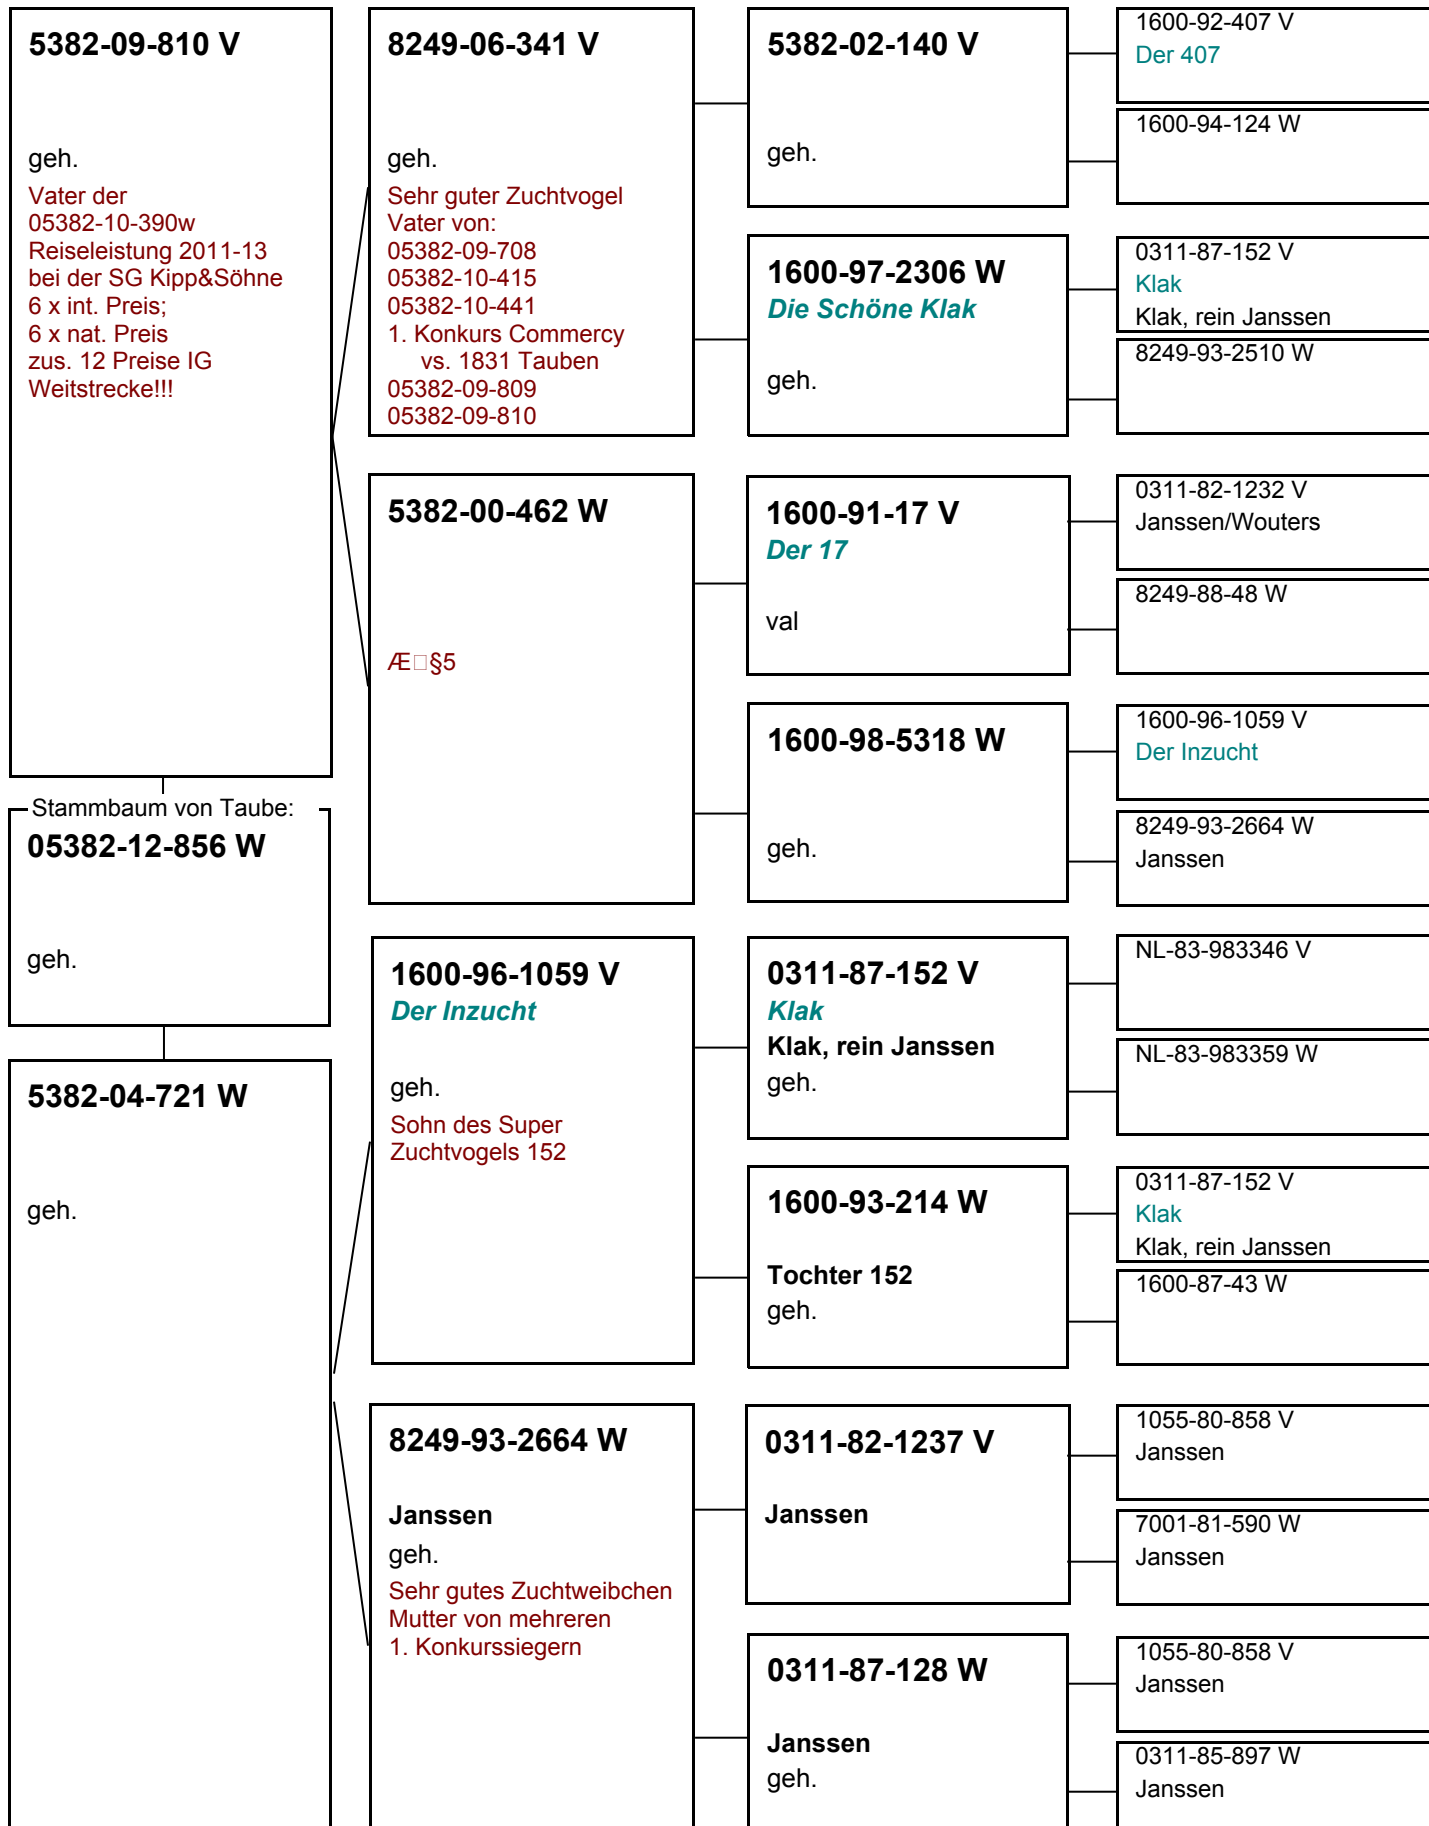 5382-09-810 V
geh.
Vater der
05382-10-390w
Reiseleistung 2011-13
bei der SG Kipp&Söhne
6 x int. Preis;
6 x nat. Preis
zus. 12 Preise IG
Weitstrecke!!!
Stammbaum von Taube:
05382-12-856 W
geh.
5382-04-721 W
geh.
8249-06-341 V
geh.
Sehr guter Zuchtvogel
Vater von:
05382-09-708
05382-10-415
05382-10-441
1. Konkurs Commercy
vs. 1831 Tauben
05382-09-809
05382-09-810
5382-00-462 W
Æ□§5
1600-96-1059 V
Der Inzucht
geh.
Sohn des Super
Zuchtvogels 152
8249-93-2664 W
Janssen
geh.
Sehr gutes Zuchtweibchen
Mutter von mehreren
1. Konkurssiegern
5382-02-140 V
geh.
1600-97-2306 W
Die Schöne Klak
geh.
1600-91-17 V
Der 17
val
1600-98-5318 W
geh.
0311-87-152 V
Klak
Klak, rein Janssen
geh.
1600-93-214 W
Tochter 152
geh.
0311-82-1237 V
Janssen
0311-87-128 W
Janssen
geh.
1600-92-407 V
Der 407
1600-94-124 W
0311-87-152 V
Klak
Klak, rein Janssen
8249-93-2510 W
0311-82-1232 V
Janssen/Wouters
8249-88-48 W
1600-96-1059 V
Der Inzucht
8249-93-2664 W
Janssen
NL-83-983346 V
NL-83-983359 W
0311-87-152 V
Klak
Klak, rein Janssen
1600-87-43 W
1055-80-858 V
Janssen
7001-81-590 W
Janssen
1055-80-858 V
Janssen
0311-85-897 W
Janssen